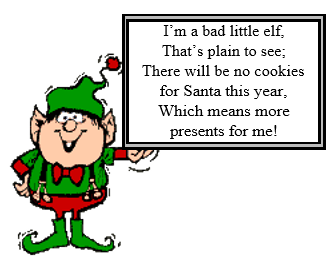 I'm a bad little elf,
That's plain to see;
There will be no cookies
for Santa this year,
Which means more
presents for me!